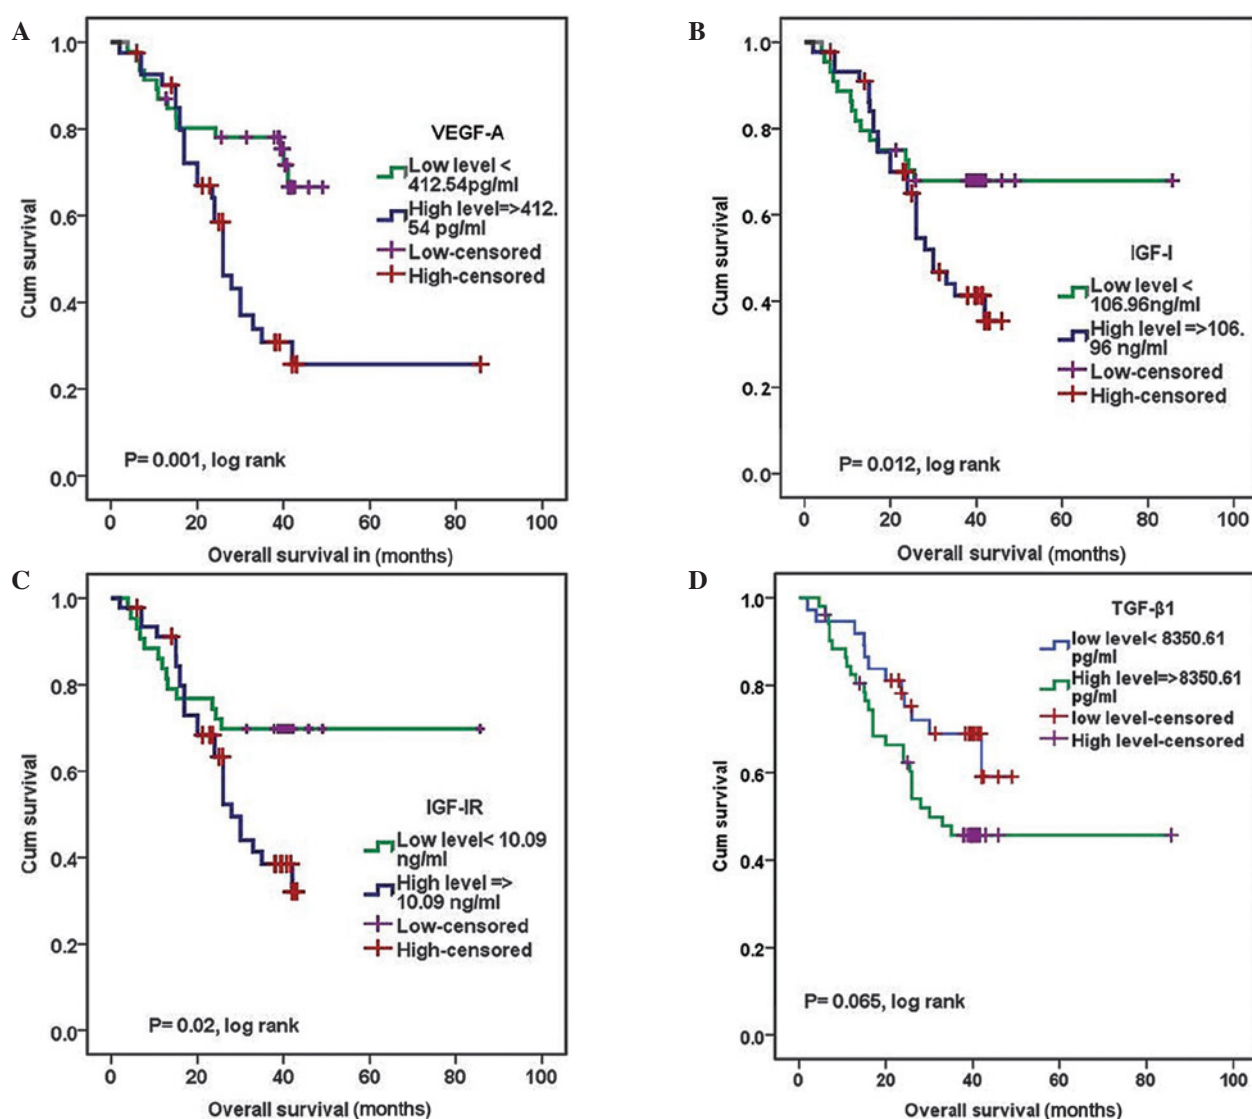 A
1.0
0.8
0.6
0.4
0.2
0.0
Cum survival
VEGF-A
Low level <
412.54pg/ml)
High level=>412.
54 pg/ml)
Low-censored
High-censored
P= 0.001, log rank
0 20 40 60 80 100
Overall survival in (months)
B
1.0
0.8
0.6
0.4
0.2
0.0
Cum survival
IGF-I
Low level <
106.96ng/ml)
High level =>106.
96 ng/ml)
Low-censored
High-censored
P= 0.012, log rank
0 20 40 60 80 100
Overall survival (months)
C
1.0
0.8
0.6
0.4
0.2
0.0
Cum survival
IGF-IR
Low level< 10.09
ng/ml)
High level =>
10.09 ng/ml)
Low-censored
High-censored
P= 0.02, log rank
0 20 40 60 80 100
Overall survival (months)
D
1.0
0.8
0.6
0.4
0.2
0.0
Cum survival
TGF-β1
low level< 8350.61
pg/ml)
High level=>8350.61
pg/ml)
low level-censored
High level-censored
P= 0.065, log rank
0 20 40 60 80 100
Overall survival (months)